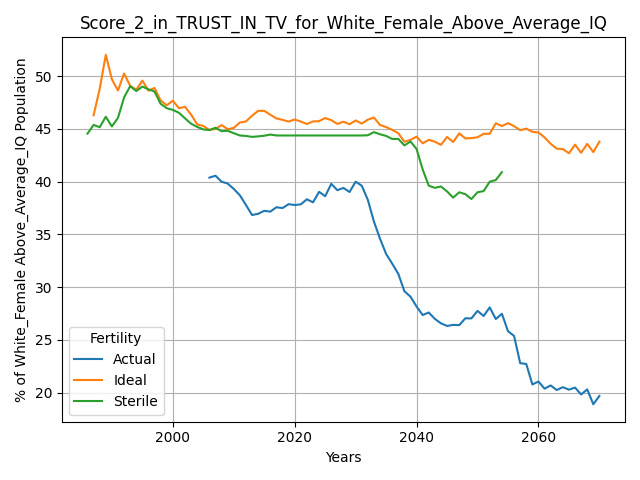 Score_2_in_TRUST_IN_TV_for_White_Female_Above_Average_IQ
% of White_Female Above_Average_IQ Population
50
45
40
35
30
25
20
Fertility
Actual
Ideal
Sterile
2000
2020
2040
2060
Years